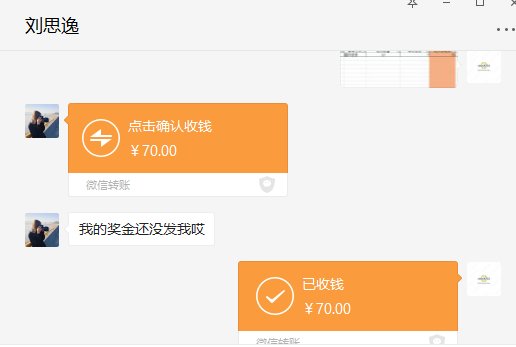 刘思逸
点击确认收钱
￥70.00
微信转账
我的奖金还没发我哎
已收钱
￥70.00
微信转账